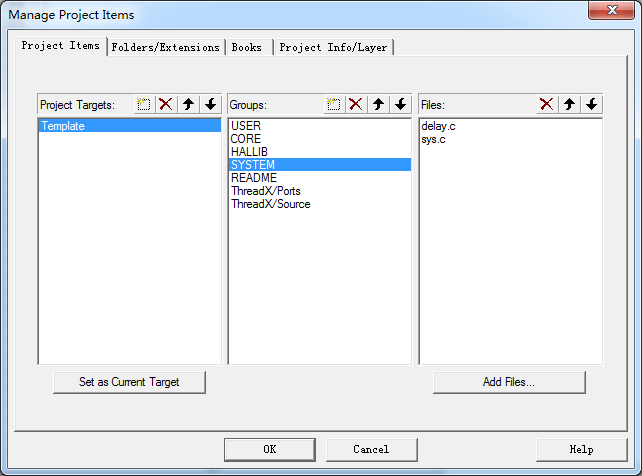 Manage Project Items
Project Items
Folders/Extensions
Books
Project Info/Layer
Project Targets:
Template
Set as Current Target
Groups:
USER
CORE
HALLIB
SYSTEM
README
ThreadX/Ports
ThreadX/Source
Files:
delay.c
sys.c
Add Files...
OK
Cancel
Help